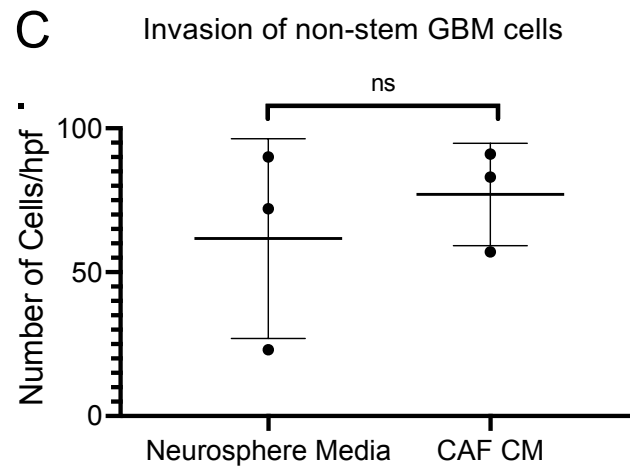 C
Invasion of non-stem GBM cells
ns
100
50
0
Number of Cells/hpf
Neurosphere Media
CAF CM